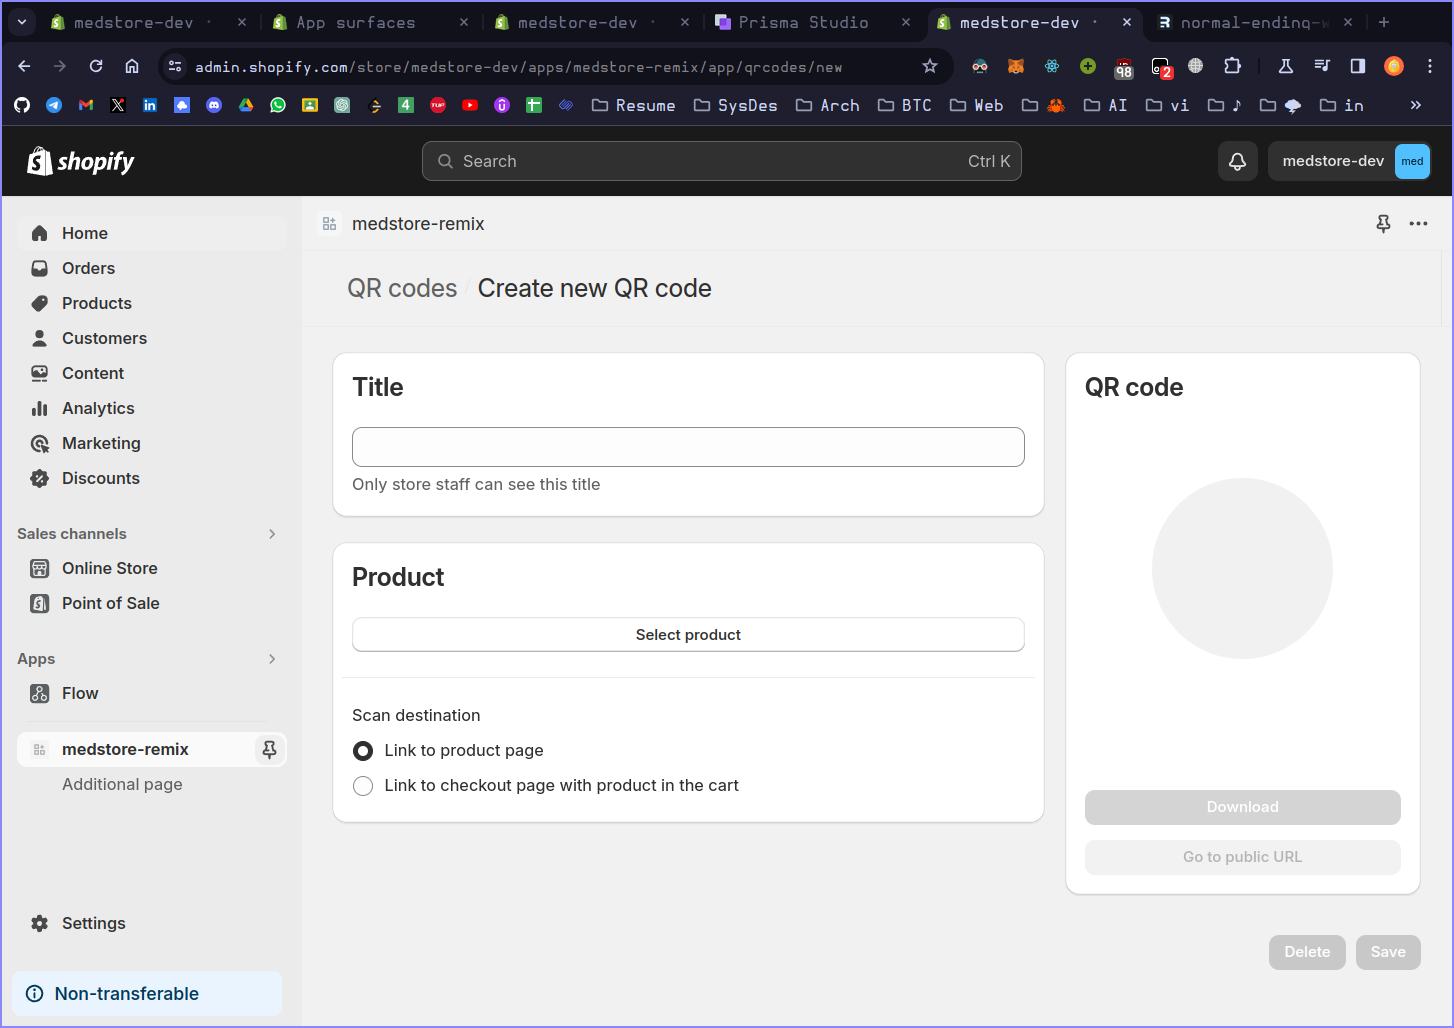 medstore-dev ·
App surfaces
medstore-dev ·
Prisma Studio
medstore-dev ·
admin.shopify.com/store/medstore-dev/apps/medstore-remix/app/qrcodes/new
98
2
4
Resume
SysDes
Arch
BTC
Web
AI
vi
in
shopify
Search
Ctrl K
medstore-dev
med
Home
Orders
Products
Customers
Content
Analytics
Marketing
Discounts
Sales channels
Online Store
Point of Sale
Apps
Flow
medstore-remix
Additional page
Settings
Non-transferable
medstore-remix
QR codes / Create new QR code
Title
Only store staff can see this title
Product
Select product
Scan destination
Link to product page
Link to checkout page with product in the cart
QR code
Download
Go to public URL
Delete
Save